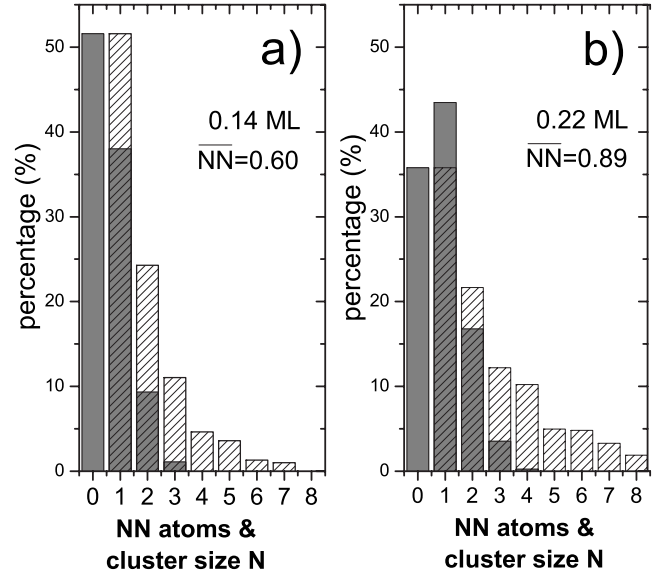 a)
0.14 ML
NN=0.60
percentage (%)
50
40
30
20
10
0
0 1 2 3 4 5 6 7 8
NN atoms &
cluster size N
b)
0.22 ML
NN=0.89
percentage (%)
50
40
30
20
10
0
0 1 2 3 4 5 6 7 8
NN atoms &
cluster size N